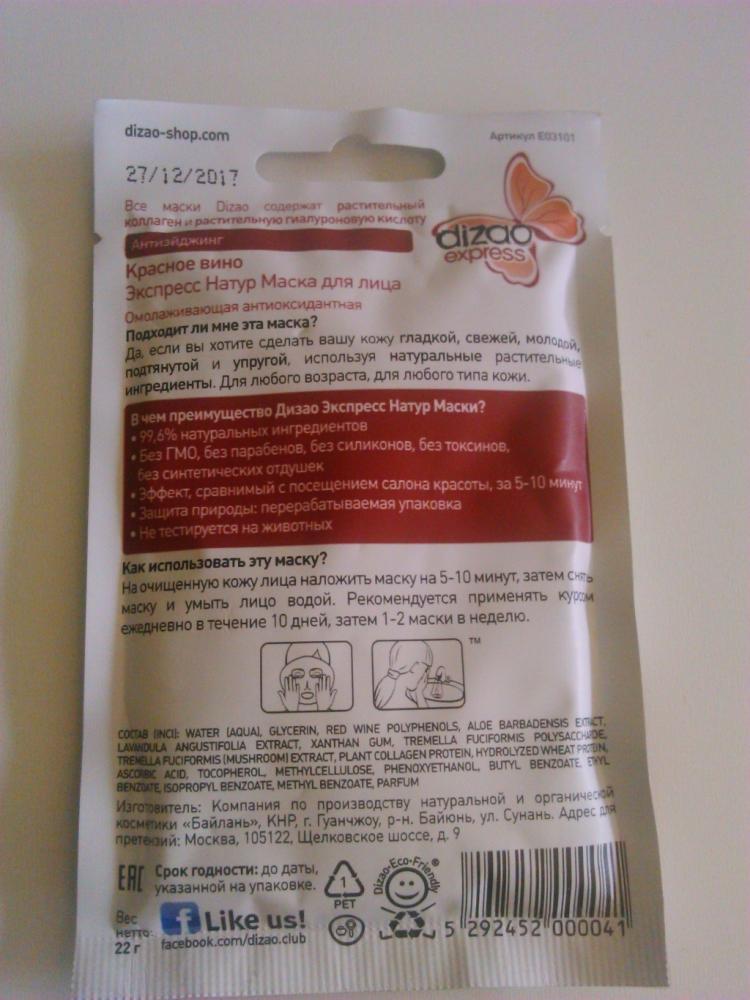 dizao-shop.com
Артикул E03101
27/12/2017
Все маски Dizao содержат растительный
коллаген и растительную гиалуроновую кислоту
Антиэйджинг
dizao
express
Красное вино
Экспресс Натур Маска для лица
Омолаживающая антиоксидантная
Подходит ли мне эта маска?
Да, если вы хотите сделать вашу кожу гладкой, свежей, молодой,
подтянутой и упругой, используя натуральные растительные
ингредиенты. Для любого возраста, для любого типа кожи.
В чем преимущество Дизао Экспресс Натур Маски?
• 99,6% натуральных ингредиентов
• Без ГМО, без парабенов, без силиконов, без токсинов,
без синтетических отдушек
• Эффект, сравнимый с посещением салона красоты, за 5-10 минут
• Защита природы: перерабатываемая упаковка
• Не тестируется на животных
Как использовать эту маску?
На очищенную кожу лица наложить маску на 5-10 минут, затем снять
маску и умыть лицо водой. Рекомендуется применять курсом
ежедневно в течение 10 дней, затем 1-2 маски в неделю.
TM
СОСТАВ (INCI): WATER (AQUA), GLYCERIN, RED WINE POLYPHENOLS, ALOE BARBADENSIS EXTRACT,
LAVANDULA ANGUSTIFOLIA EXTRACT, XANTHAN GUM, TREMELLA FUCIFORMIS POLYSACCHARIDE,
TREMELLA FUCIFORMIS (MUSHROOM) EXTRACT, PLANT COLLAGEN PROTEIN, HYDROLYZED WHEAT PROTEIN,
ASCORBIC ACID, TOCOPHEROL, METHYLCELLULOSE, PHENOXYETHANOL, BUTYL BENZOATE, ETHYL
BENZOATE, ISOPROPYL BENZOATE, METHYL BENZOATE, PARFUM
Изготовитель: Компания по производству натуральной и органической
косметики «Байлань», КНР, г. Гуанчжоу, р-н. Байюнь, ул. Сунань. Адрес для
претензий: Москва, 105122, Щелковское шоссе, д. 9
EAC
Срок годности: до даты,
указанной на упаковке.
1
PET
Dizao-Eco-Friendly®
Вес
нетто:
22 г
f Like us!
facebook.com/dizao.club
5 292452 000041